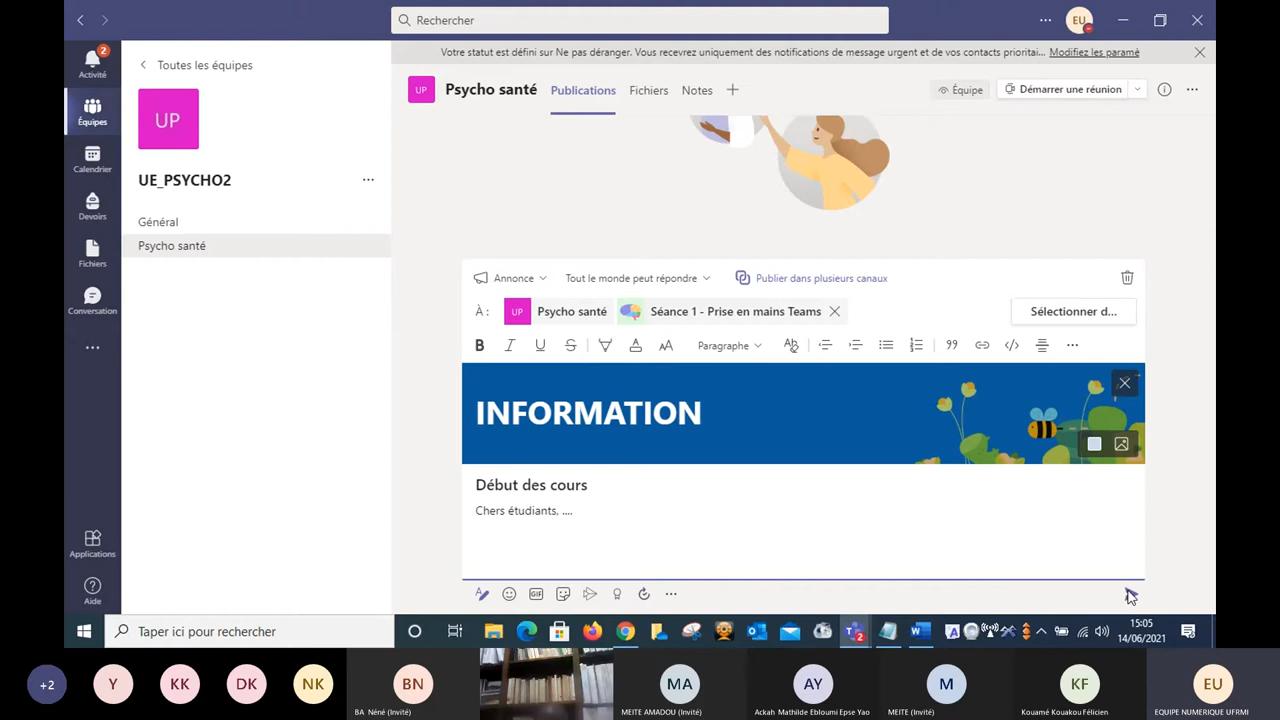 Rechercher
EU
Votre statut est défini sur Ne pas déranger. Vous recevrez uniquement des notifications de message urgent et de vos contacts prioritai... Modifiez les paramè
2
Activité
Équipes
Calendrier
Devoirs
Fichiers
Conversation
Applications
Aide
Toutes les équipes
UP
UE_PSYCHO2
Général
Psycho santé
UP
Psycho santé
Publications
Fichiers
Notes
Équipe
Démarrer une réunion
Annonce
Tout le monde peut répondre
Publier dans plusieurs canaux
À :
UP
Psycho santé
Séance 1 - Prise en mains Teams
Sélectionner d...
B I U S
Paragraphe
INFORMATION
Début des cours
Chers étudiants, ....
GIF
Taper ici pour rechercher
2
15:05
14/06/2021
+2
Y
KK
DK
NK
BN
BA Néné (Invité)
MA
MEITE AMADOU (Invité)
AY
Ackah Mathilde Ebloumi Epse Yao
M
MEITE (Invité)
KF
Kouamé Kouakou Félicien
EU
EQUIPE NUMERIQUE UFRMI